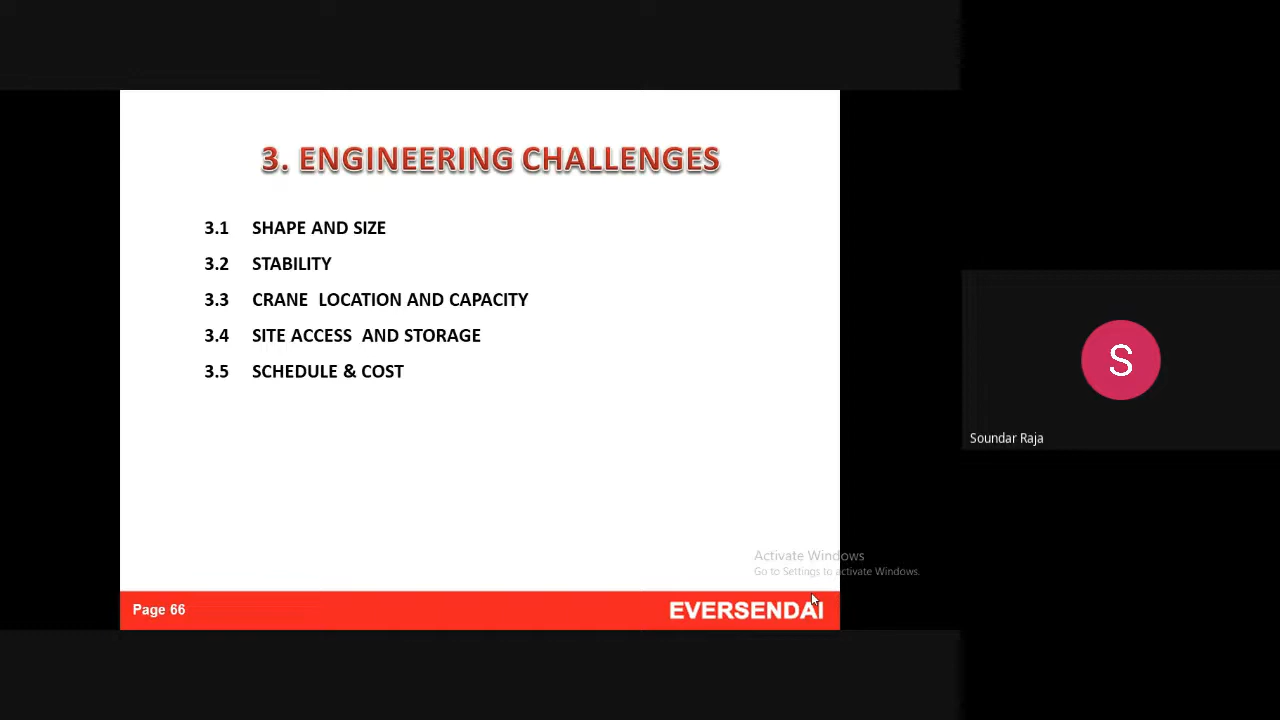 3. ENGINEERING CHALLENGES
3.1 SHAPE AND SIZE
3.2 STABILITY
3.3 CRANE LOCATION AND CAPACITY
3.4 SITE ACCESS AND STORAGE
3.5 SCHEDULE & COST
S
Soundar Raja
Activate Windows
Go to Settings to activate Windows.
Page 66
EVERSENDAI